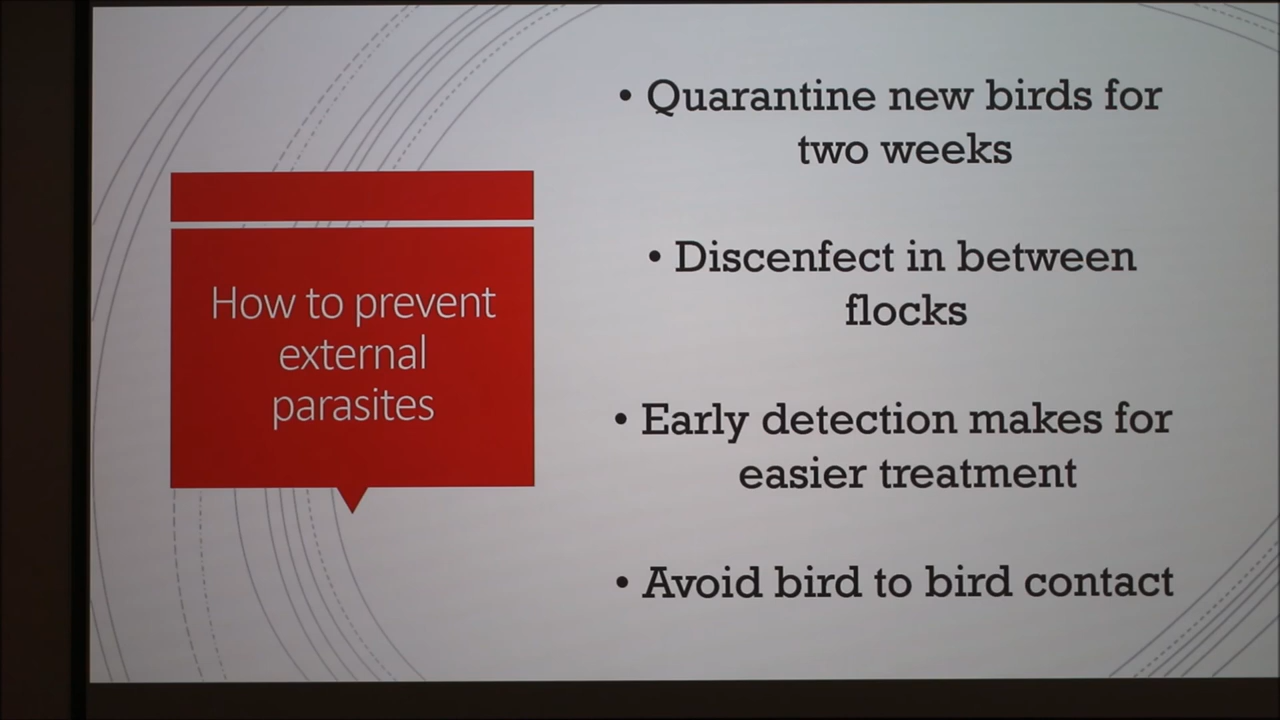 How to prevent
external
parasites
• Quarantine new birds for
two weeks
• Discenfect in between
flocks
• Early detection makes for
easier treatment
• Avoid bird to bird contact